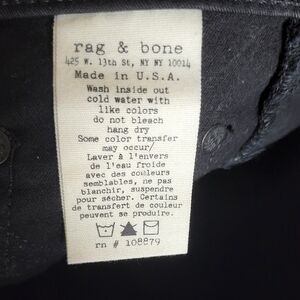 rag & bone
425 W. 13th St, NY NY 10014
Made in U.S.A.
Wash inside out
cold water with
like colors
do not bleach
hang dry
Some color transfer
may occur/
Laver à l'envers
de l'eau froide
avec des couleurs
semblables, ne pas
blanchir, suspendre
pour sécher. Certains
de transfert de couleur
peuvent se produire.
rn # 108879